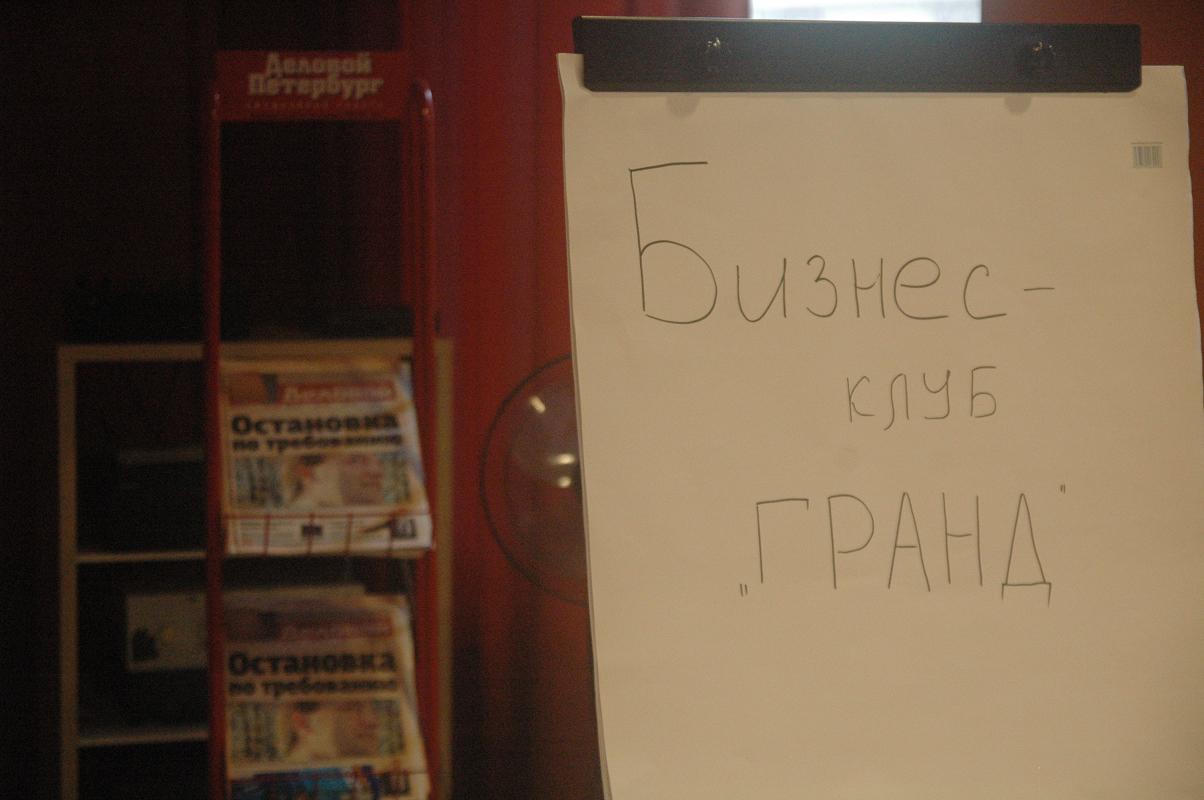 Деловой
Петербург
Остановка
по требованию
Остановка
по требованию
Бизнес-
клуб
„ГРАНД"